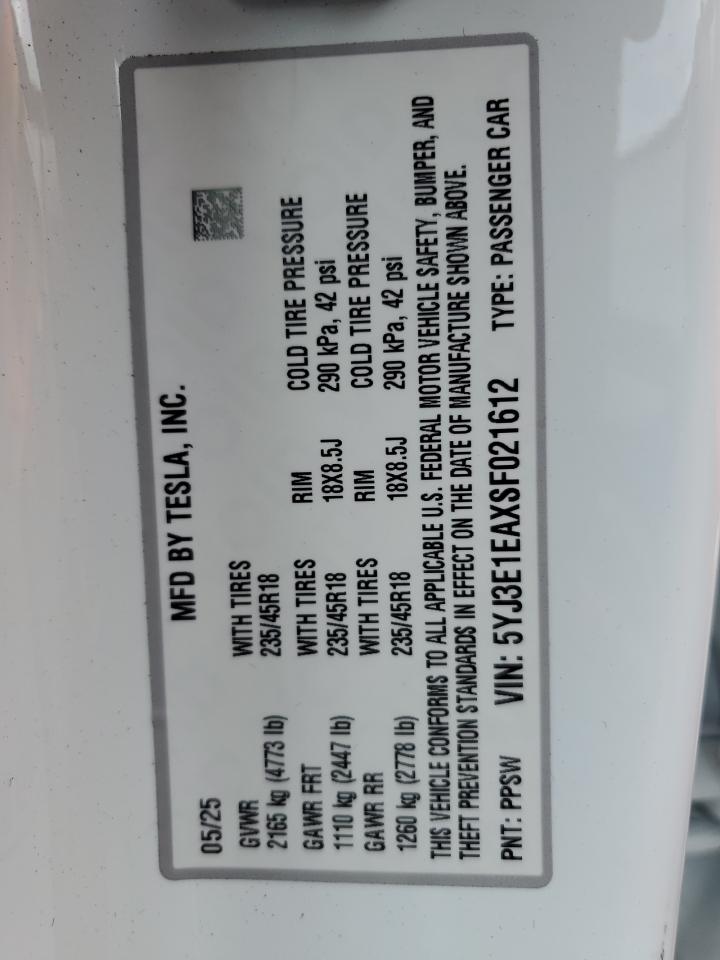 MFD BY TESLA, INC.
05/25
GVWR WITH TIRES
2165 kg (4773 lb) 235/45R18
GAWR FRT WITH TIRES RIM COLD TIRE PRESSURE
1110 kg (2447 lb) 235/45R18 18X8.5J 290 kPa, 42 psi
GAWR RR WITH TIRES RIM COLD TIRE PRESSURE
1260 kg (2778 lb) 235/45R18 18X8.5J 290 kPa, 42 psi
THIS VEHICLE CONFORMS TO ALL APPLICABLE U.S. FEDERAL MOTOR VEHICLE SAFETY, BUMPER, AND
THEFT PREVENTION STANDARDS IN EFFECT ON THE DATE OF MANUFACTURE SHOWN ABOVE.
PNT: PPSW VIN: 5YJ3E1EAXSF021612 TYPE: PASSENGER CAR